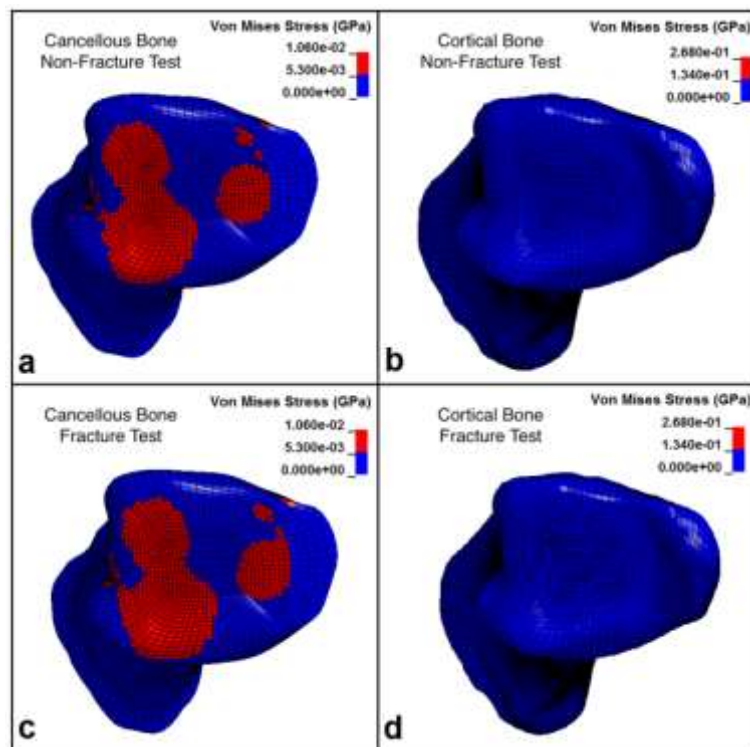 Von Mises Stress (GPa)
Cancellous Bone
Non-Fracture Test
1.060e-02
5.300e-03
0.000e+00
a
Von Mises Stress (GPa)
Cortical Bone
Non-Fracture Test
2.680e-01
1.340e-01
0.000e+00
b
Von Mises Stress (GPa)
Cancellous Bone
Fracture Test
1.060e-02
5.300e-03
0.000e+00
c
Von Mises Stress (GPa)
Cortical Bone
Fracture Test
2.680e-01
1.340e-01
0.000e+00
d